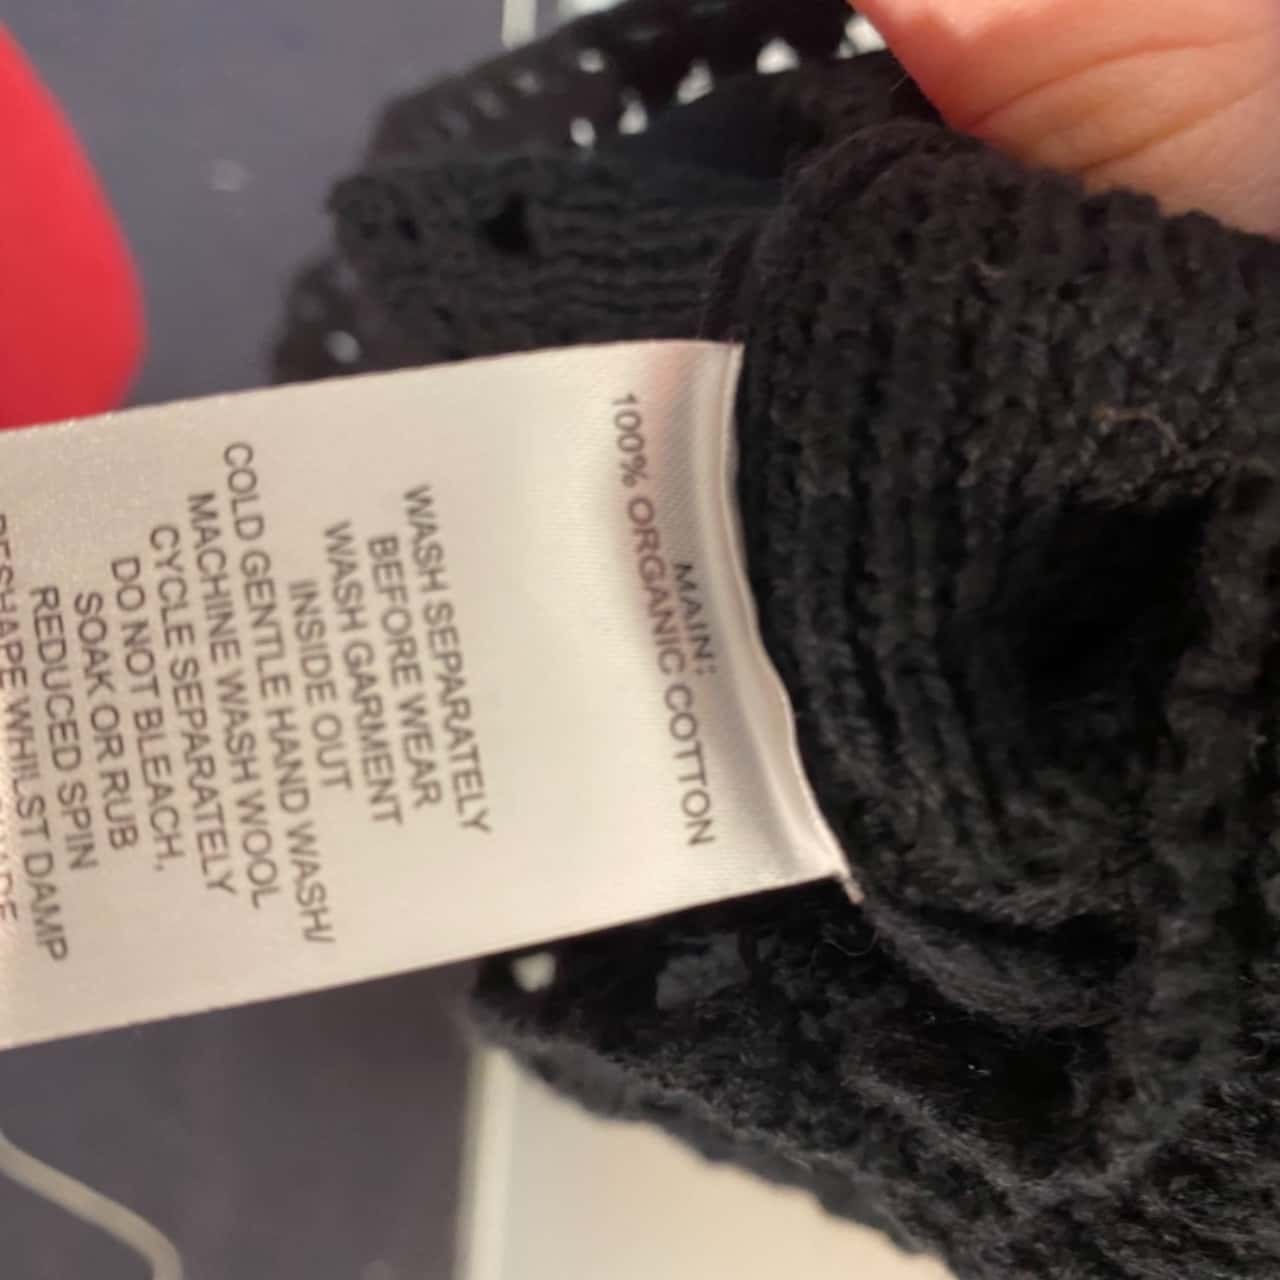 MAIN:
100% ORGANIC COTTON
WASH SEPARATELY
BEFORE WEAR
WASH GARMENT
INSIDE OUT
COLD GENTLE HAND WASH/
MACHINE WASH WOOL
CYCLE SEPARATELY
DO NOT BLEACH,
SOAK OR RUB
REDUCED SPIN
RESHAPE WHILST DAMP